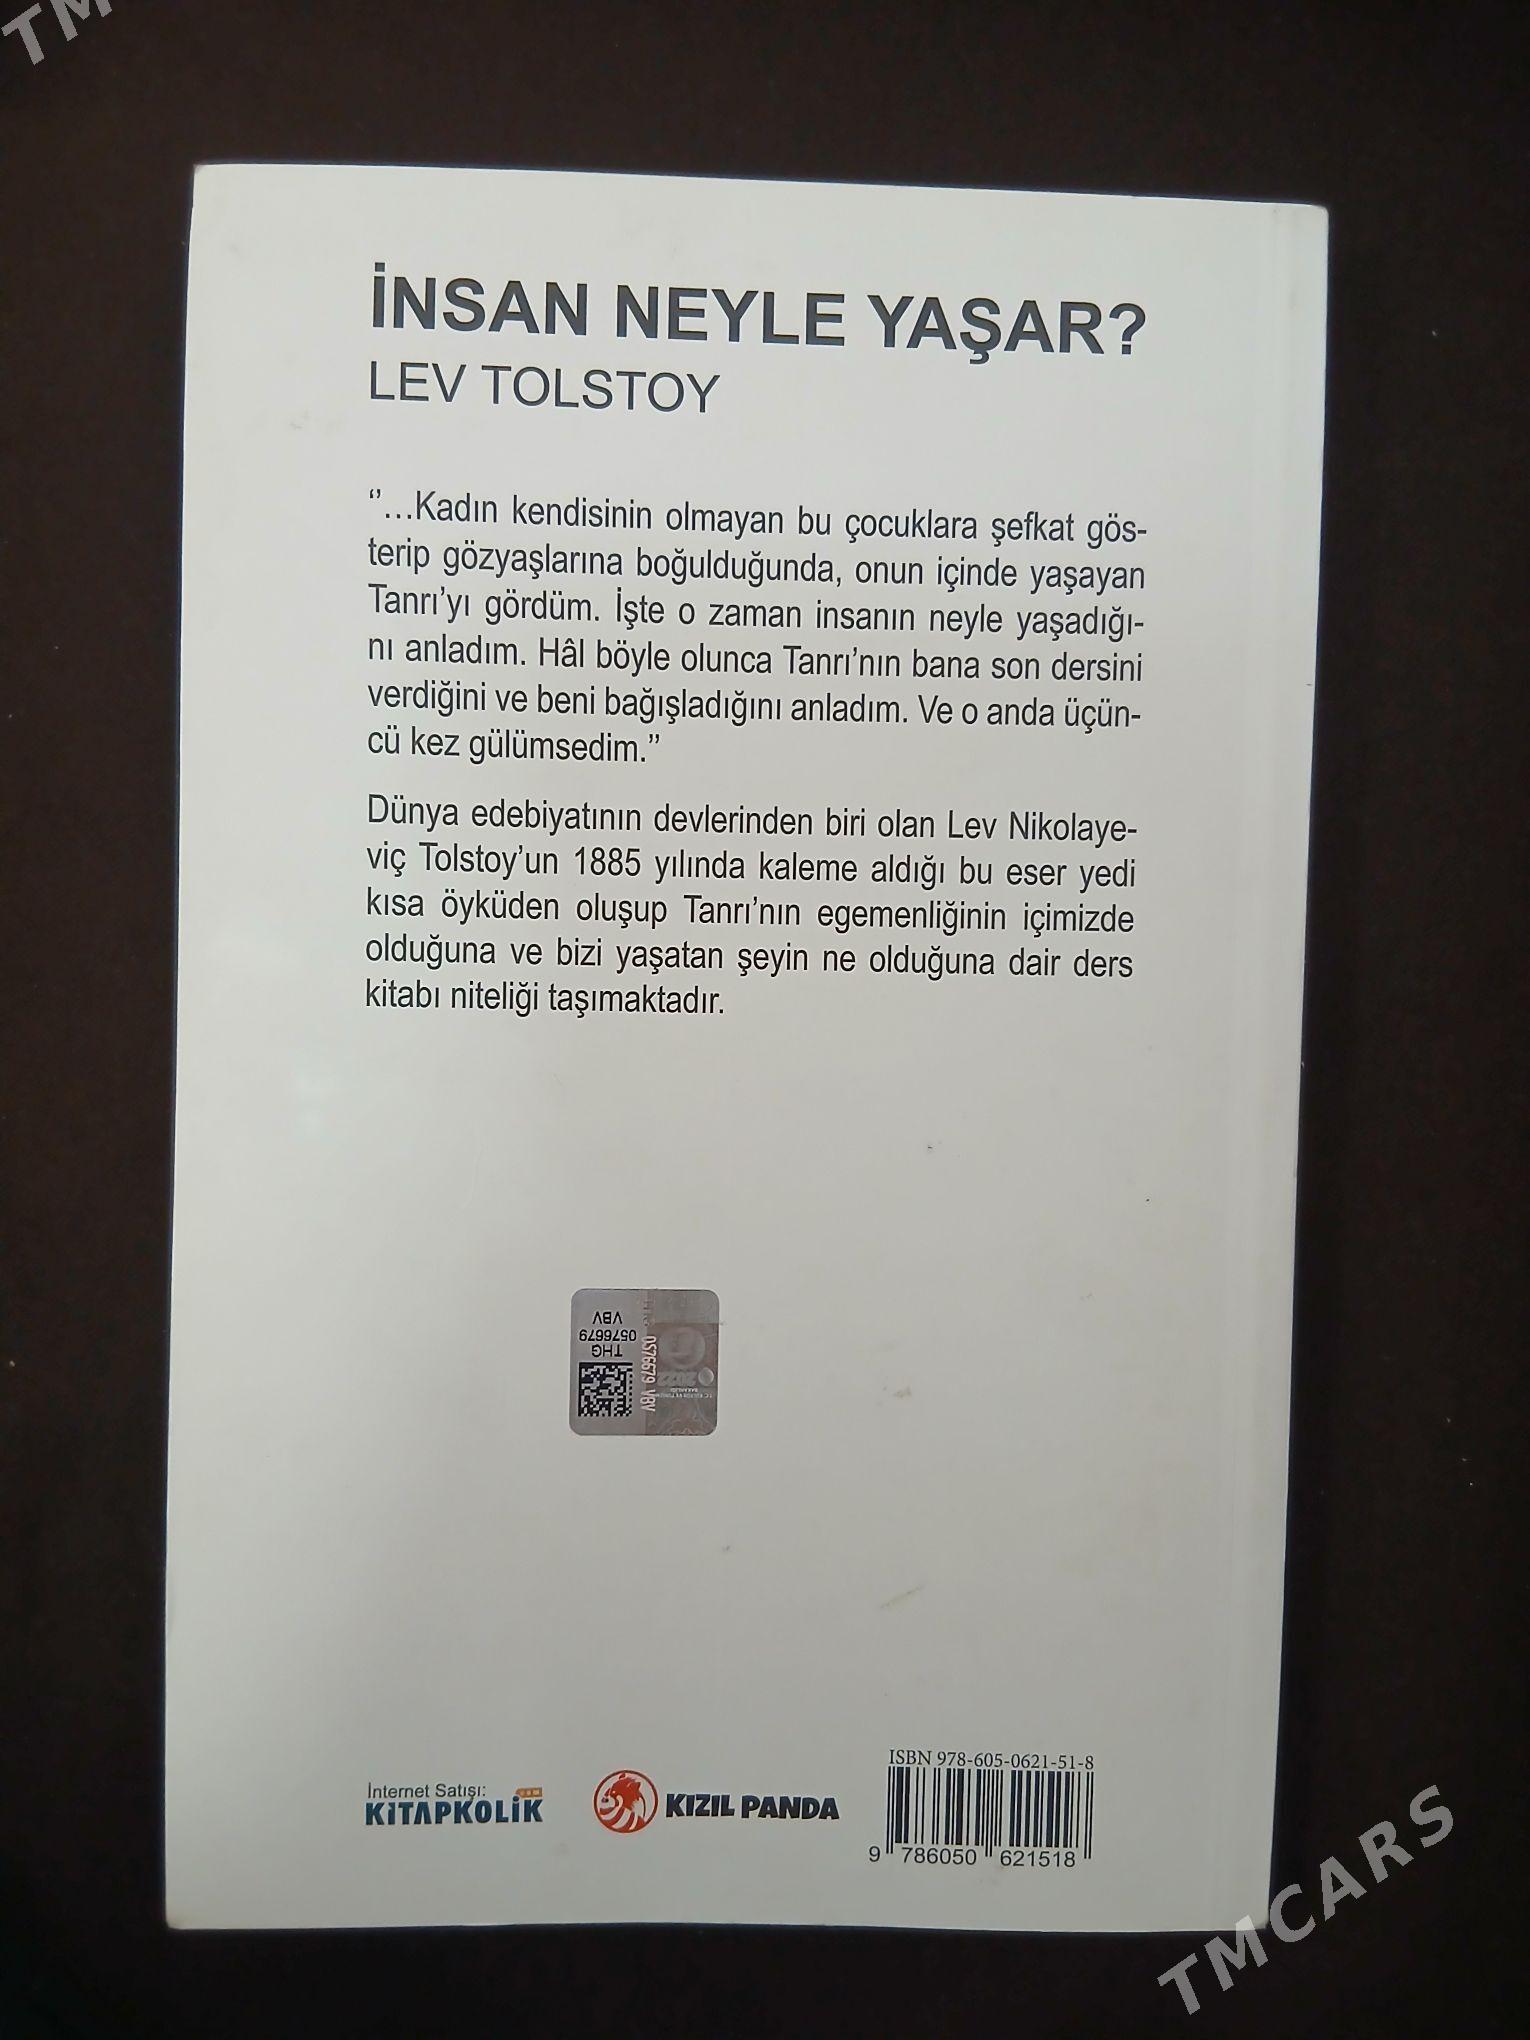 TM
İNSAN NEYLE YAŞAR?
LEV TOLSTOY
“…Kadın kendisinin olmayan bu çocuklara şefkat gös-
terip gözyaşlarına boğulduğunda, onun içinde yaşayan
Tanrı’yı gördüm. İşte o zaman insanın neyle yaşadığı-
nı anladım. Hâl böyle olunca Tanrı’nın bana son dersini
verdiğini ve beni bağışladığını anladım. Ve o anda üçün-
cü kez gülümsedim.”
Dünya edebiyatının devlerinden biri olan Lev Nikolaye-
viç Tolstoy’un 1885 yılında kaleme aldığı bu eser yedi
kısa öyküden oluşup Tanrı’nın egemenliğinin içimizde
olduğuna ve bizi yaşatan şeyin ne olduğuna dair ders
kitabı niteliği taşımaktadır.
THG
0576679
VBV
0576679 VBV
2022
İnternet Satışı:
KİTAPKOLİK
KIZIL PANDA
ISBN 978-605-0621-51-8
9 786050 621518
TMCARS